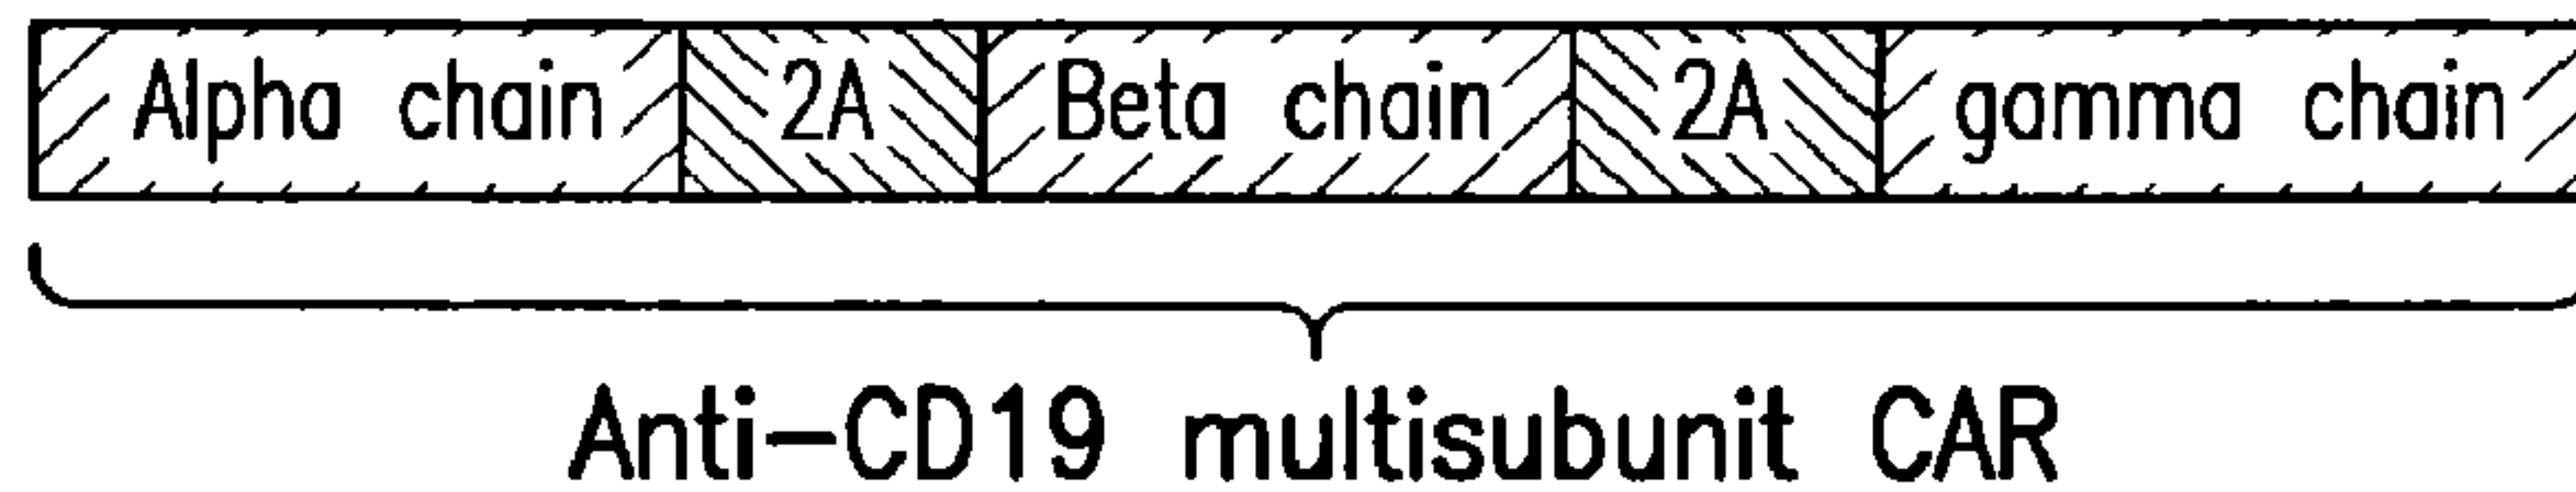 Alpha chain 2A Beta chain 2A gamma chain
Anti-CD19 multisubunit CAR